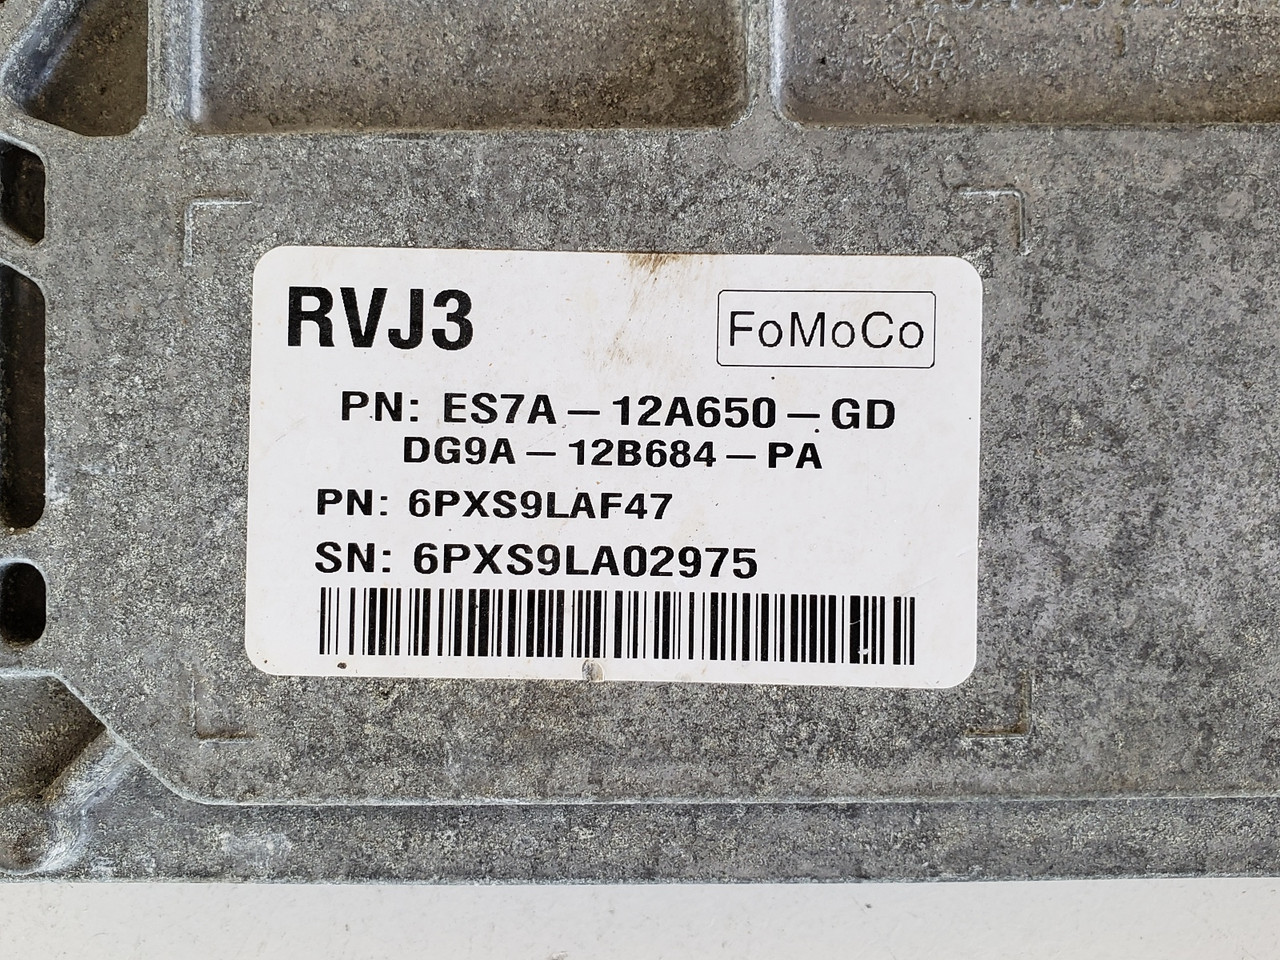 RVJ3
FoMoCo
PN: ES7A-12A650-GD
DG9A-12B684-PA
PN: 6PXS9LAF47
SN: 6PXS9LA02975